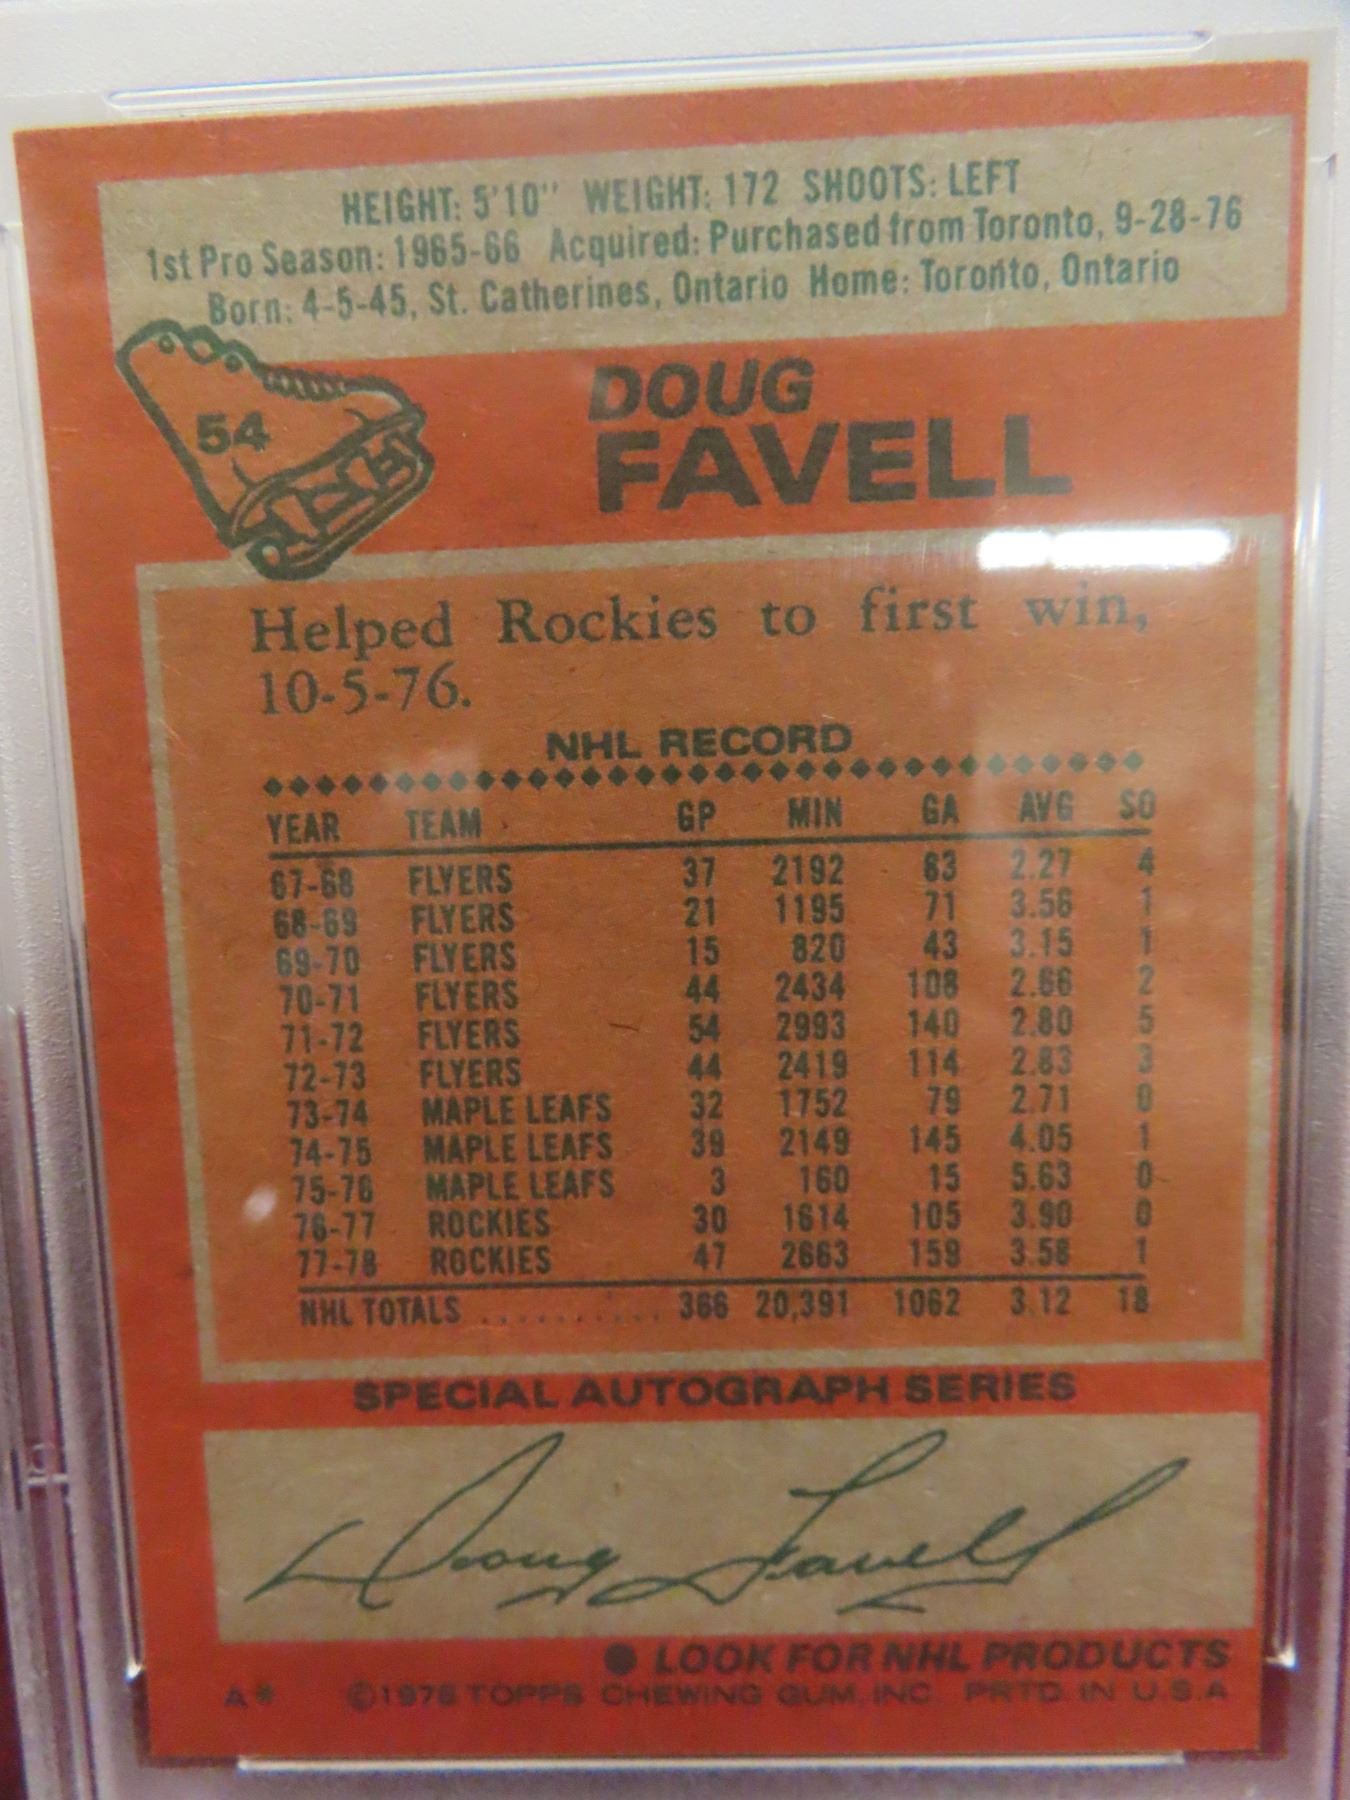 HEIGHT: 5'10" WEIGHT: 172 SHOOTS: LEFT
1st Pro Season: 1965-66 Acquired: Purchased from Toronto, 9-28-76
Born: 4-5-45, St. Catherines, Ontario Home: Toronto, Ontario
54
DOUG
FAVELL
Helped Rockies to first win,
10-5-76.
NHL RECORD
YEAR TEAM GP MIN GA AVG SO
67-68 FLYERS 37 2192 83 2.27 4
68-69 FLYERS 21 1195 71 3.56 1
69-70 FLYERS 15 820 43 3.15 1
70-71 FLYERS 44 2434 108 2.66 2
71-72 FLYERS 54 2993 140 2.80 5
72-73 FLYERS 44 2419 114 2.83 3
73-74 MAPLE LEAFS 32 1752 79 2.71 0
74-75 MAPLE LEAFS 39 2149 145 4.05 1
75-76 MAPLE LEAFS 3 160 15 5.63 0
76-77 ROCKIES 30 1614 105 3.90 0
77-78 ROCKIES 47 2663 159 3.58 1
NHL TOTALS .......... 366 20,391 1062 3.12 18
SPECIAL AUTOGRAPH SERIES
Doug Favell
● LOOK FOR NHL PRODUCTS
A* ©1978 TOPPS CHEWING GUM, INC. PRTD. IN U.S.A